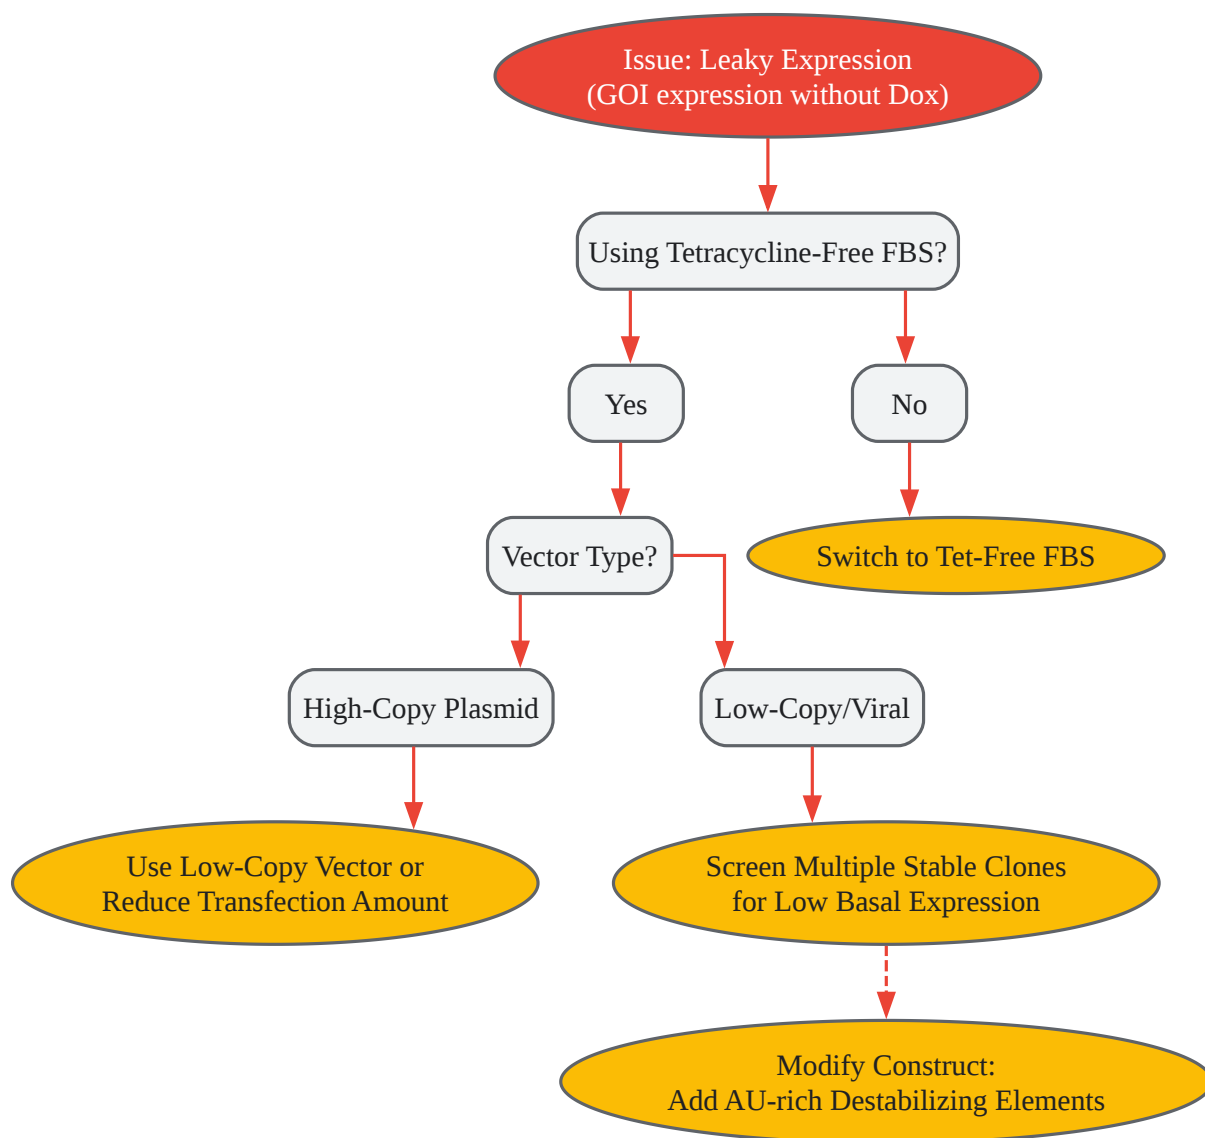 Issue: Leaky Expression
(GOI expression without Dox)
Using Tetracycline-Free FBS?
Yes
No
Vector Type?
Switch to Tet-Free FBS
High-Copy Plasmid
Low-Copy/Viral
Use Low-Copy Vector or
Reduce Transfection Amount
Screen Multiple Stable Clones
for Low Basal Expression
Modify Construct:
Add AU-rich Destabilizing Elements